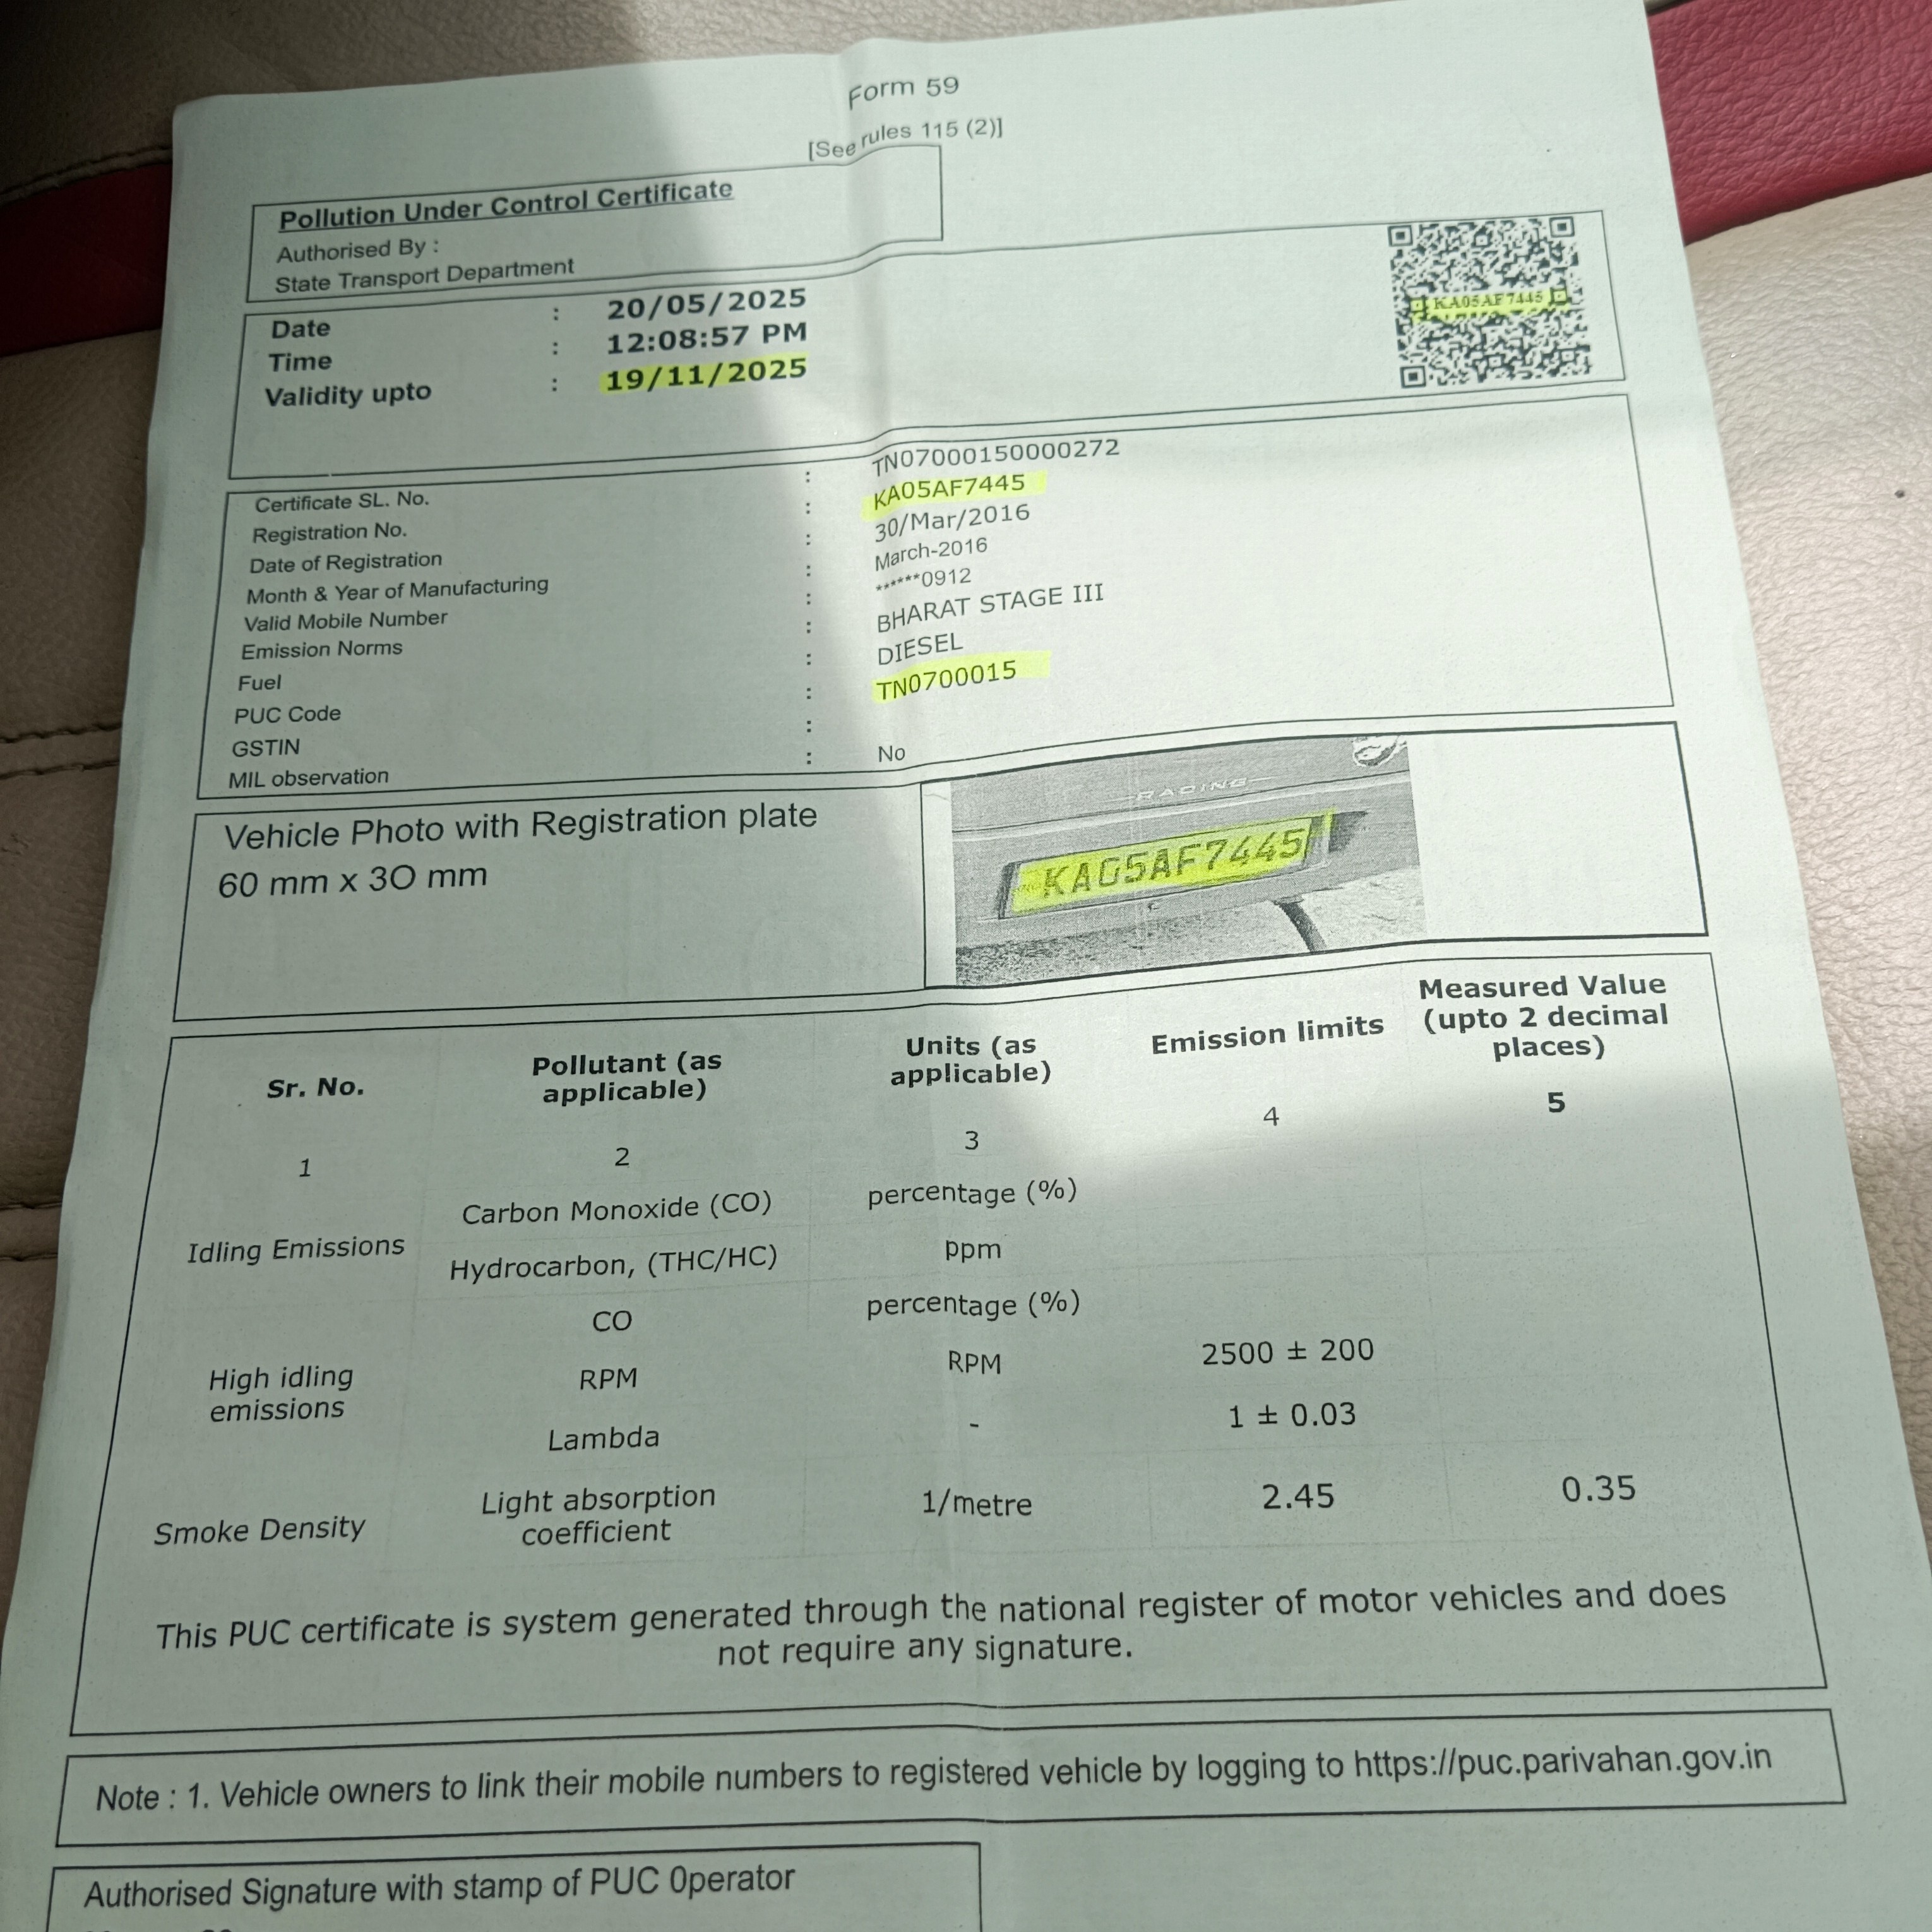 Form 59
[See rules 115 (2)]
Pollution Under Control Certificate
Authorised By :
State Transport Department
Date : 20/05/2025
Time : 12:08:57 PM
Validity upto : 19/11/2025
KA05AF7445
Certificate SL. No. : TN07000150000272
Registration No. : KA05AF7445
Date of Registration : 30/Mar/2016
Month & Year of Manufacturing : March-2016
Valid Mobile Number : ******0912
Emission Norms : BHARAT STAGE III
Fuel : DIESEL
PUC Code : TN0700015
GSTIN :
MIL observation : No
Vehicle Photo with Registration plate
60 mm x 3O mm
RACING
KA05AF7445
Sr. No. Pollutant (as applicable) Units (as applicable) Emission limits Measured Value (upto 2 decimal places)
1 2 3 4 5
Idling Emissions Carbon Monoxide (CO) percentage (%)
Hydrocarbon, (THC/HC) ppm
High idling emissions CO percentage (%)
RPM RPM 2500 ± 200
Lambda - 1 ± 0.03
Smoke Density Light absorption coefficient 1/metre 2.45 0.35
This PUC certificate is system generated through the national register of motor vehicles and does
not require any signature.
Note : 1. Vehicle owners to link their mobile numbers to registered vehicle by logging to https://puc.parivahan.gov.in
Authorised Signature with stamp of PUC 0perator